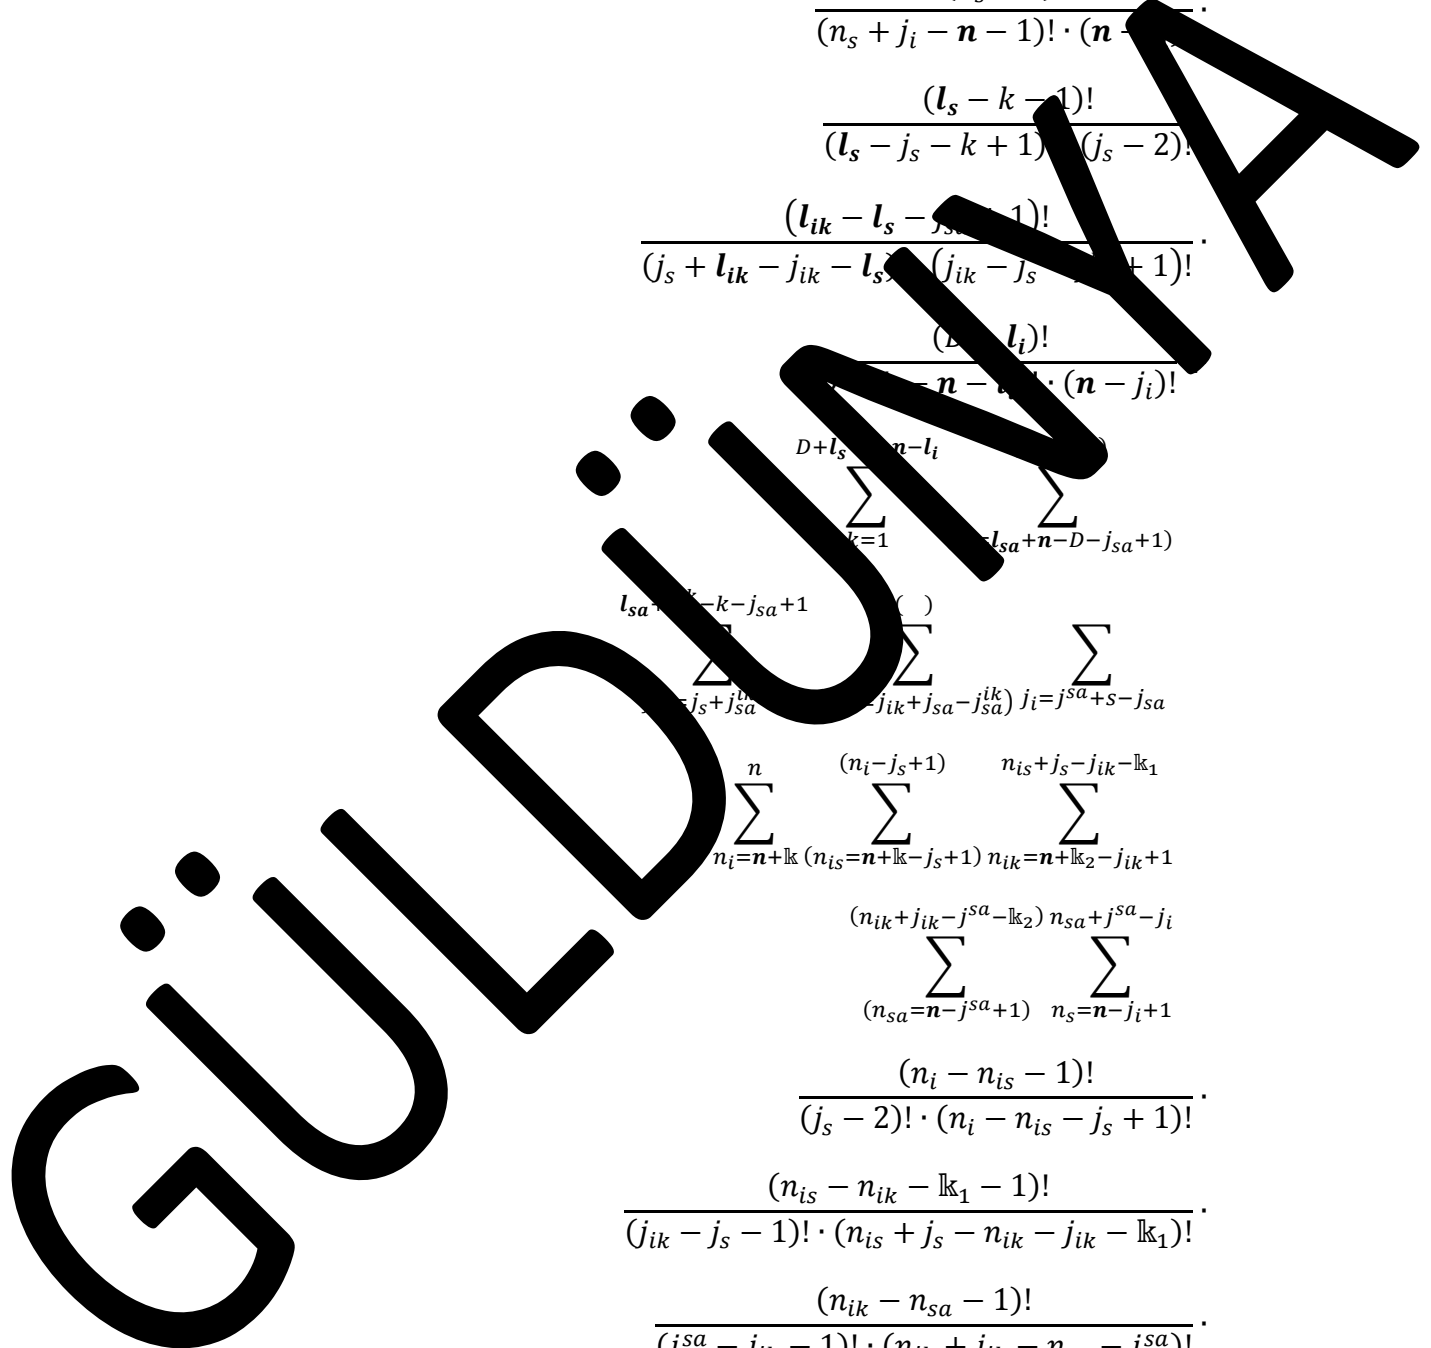 (n_s + j_i − n − 1)! · (n
(l_s − k − 1)!
(l_s − j_s − k + 1) (j_s − 2)!
(l_ik − l_s − 1)!
(j_s + l_ik − j_ik − l_s) (j_ik − j_s + 1)! ·
l_i)!
− n − · (n − j_i)!
D+l_s n−l_i
∑ ∑
k=1 =l_sa+n−D−j_sa+1)
l_sa+ −k−j_sa+1 ( )
∑ ∑ ∑
=j_s+j_sa^ik =j_ik+j_sa−j_sa^ik) j_i=j^sa+s−j_sa
n (n_i−j_s+1) n_is+j_s−j_ik−𝕜_1
∑ ∑ ∑
n_i=n+𝕜 (n_is=n+𝕜−j_s+1) n_ik=n+𝕜_2−j_ik+1
(n_ik+j_ik−j^sa−𝕜_2) n_sa+j^sa−j_i
∑ ∑
(n_sa=n−j^sa+1) n_s=n−j_i+1
(n_i − n_is − 1)!
(j_s − 2)! · (n_i − n_is − j_s + 1)! ·
(n_is − n_ik − 𝕜_1 − 1)!
(j_ik − j_s − 1)! · (n_is + j_s − n_ik − j_ik − 𝕜_1)! ·
(n_ik − n_sa − 1)! ·
GÜLDÜNYA